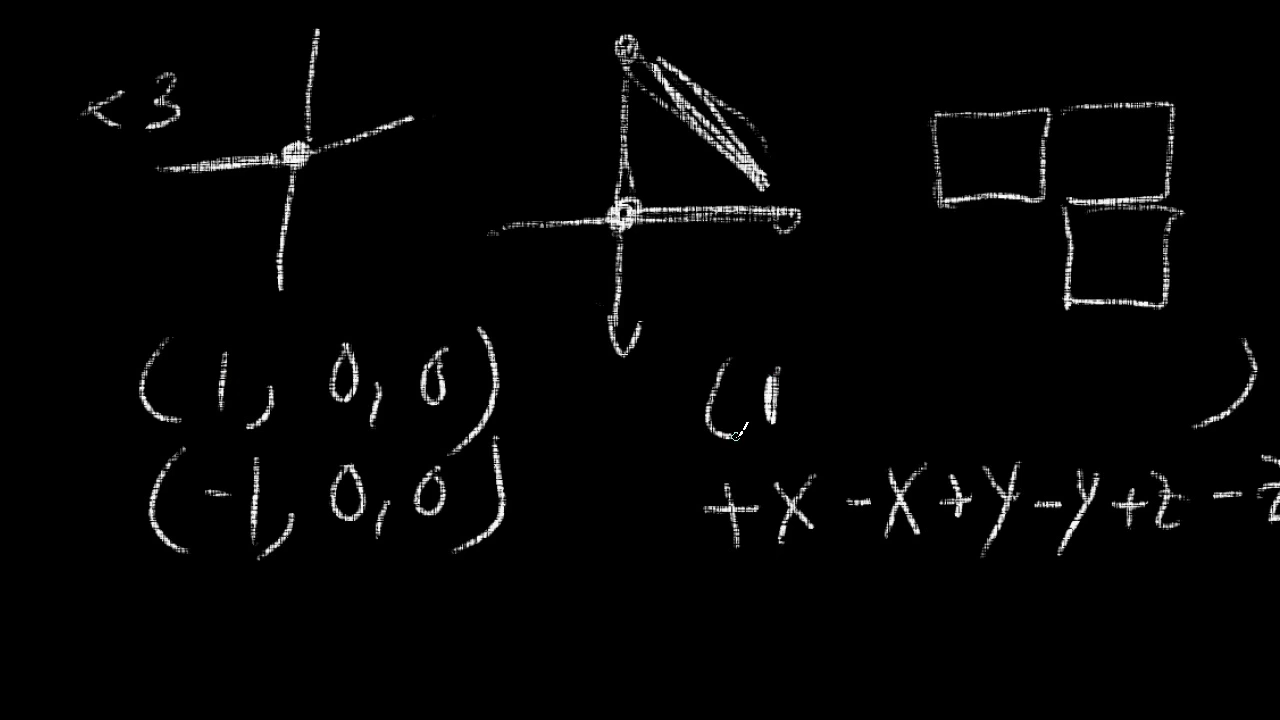 <3
(1, 0, 0)
(1 )
(-1, 0, 0)
+x -x +y -y +z -z